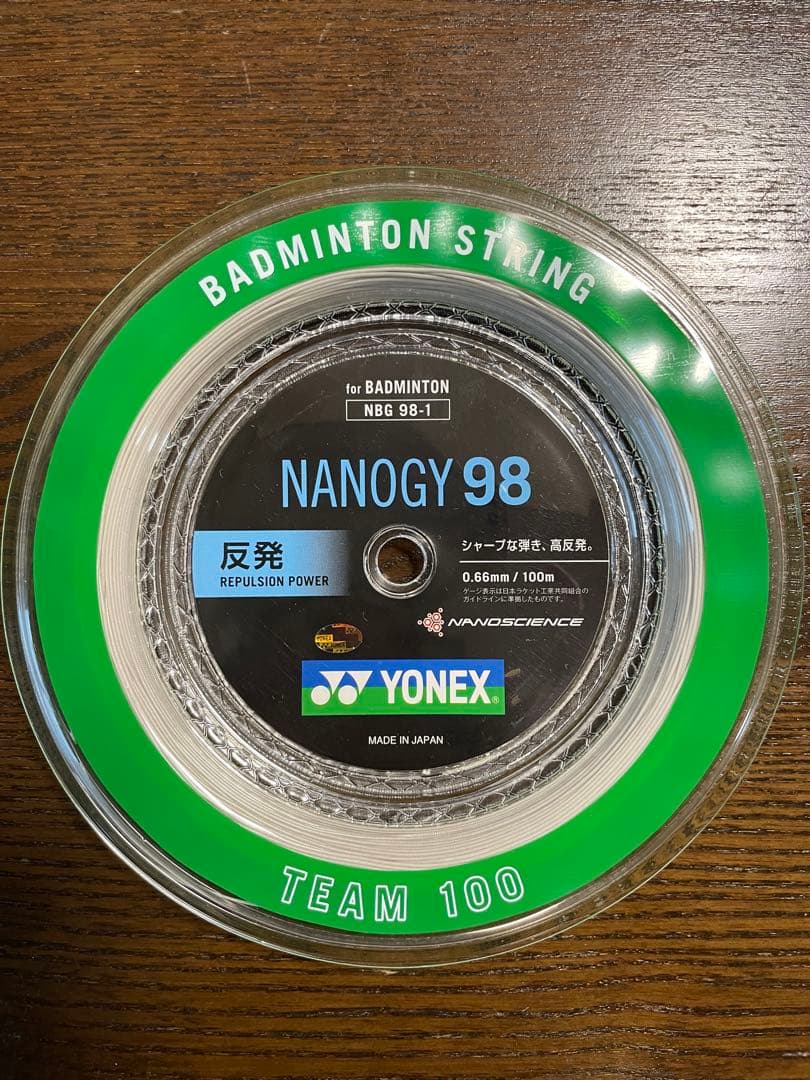 BADMINTON STRING
for BADMINTON
NBG 98-1
NANOGY 98
反発
REPULSION POWER
シャープな弾き、高反発。
0.66mm / 100m
ゲージ表示は日本ラケット工業共同組合の
ガイドラインに準拠したものです。
NANOSCIENCE
YONEX
YONEX®
MADE IN JAPAN
TEAM 100